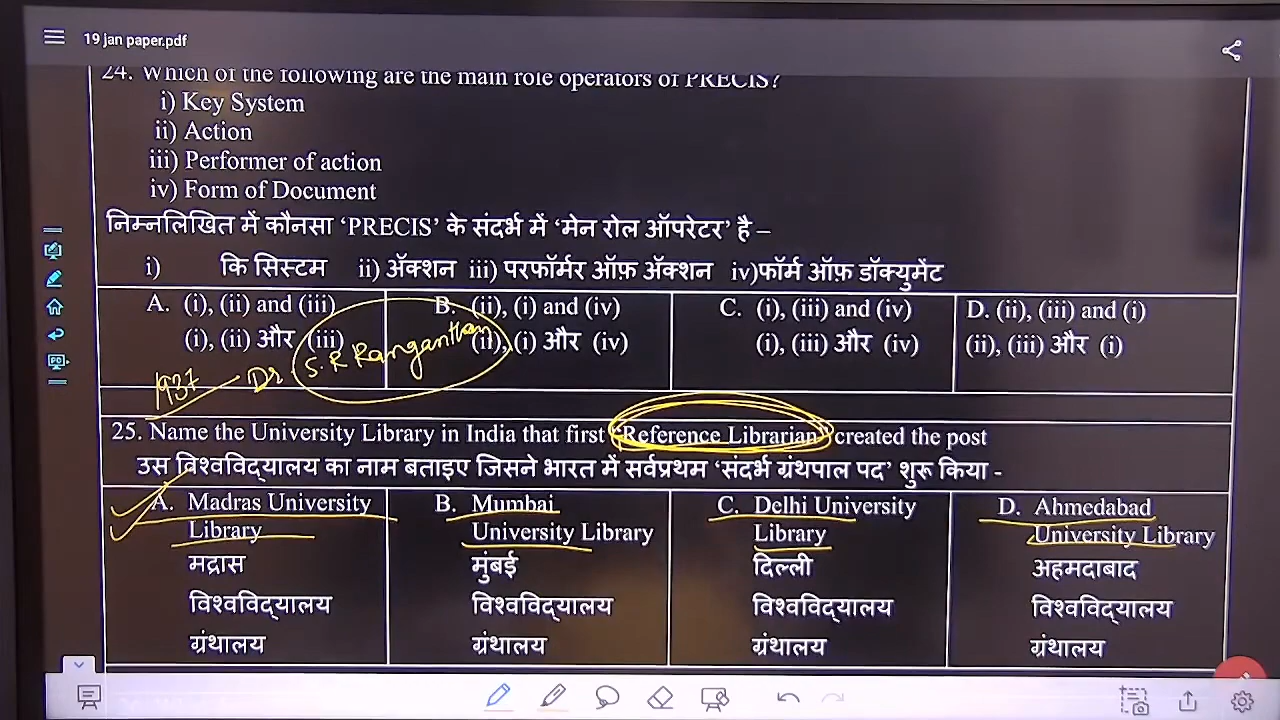 19 jan paper.pdf
24. Which of the following are the main role operators of PRECIS?
i) Key System
ii) Action
iii) Performer of action
iv) Form of Document
निम्नलिखित में कौनसा ‘PRECIS’ के संदर्भ में ‘मेन रोल ऑपरेटर’ है –
i) कि सिस्टम ii) ॲक्शन iii) परफॉर्मर ऑफ़ ॲक्शन iv)फॉर्म ऑफ़ डॉक्युमेंट
A. (i), (ii) and (iii)
(i), (ii) और (iii)
B. (ii), (i) and (iv)
(ii), (i) और (iv)
C. (i), (iii) and (iv)
(i), (iii) और (iv)
D. (ii), (iii) and (i)
(ii), (iii) और (i)
1937 Dr. S. R Ranganthan
25. Name the University Library in India that first ‘Reference Librarian’ created the post
उस विश्वविद्यालय का नाम बताइए जिसने भारत में सर्वप्रथम ‘संदर्भ ग्रंथपाल पद’ शुरू किया -
A. Madras University
Library
मद्रास
विश्वविद्यालय
ग्रंथालय
B. Mumbai
University Library
मुंबई
विश्वविद्यालय
ग्रंथालय
C. Delhi University
Library
दिल्ली
विश्वविद्यालय
ग्रंथालय
D. Ahmedabad
University Library
अहमदाबाद
विश्वविद्यालय
ग्रंथालय